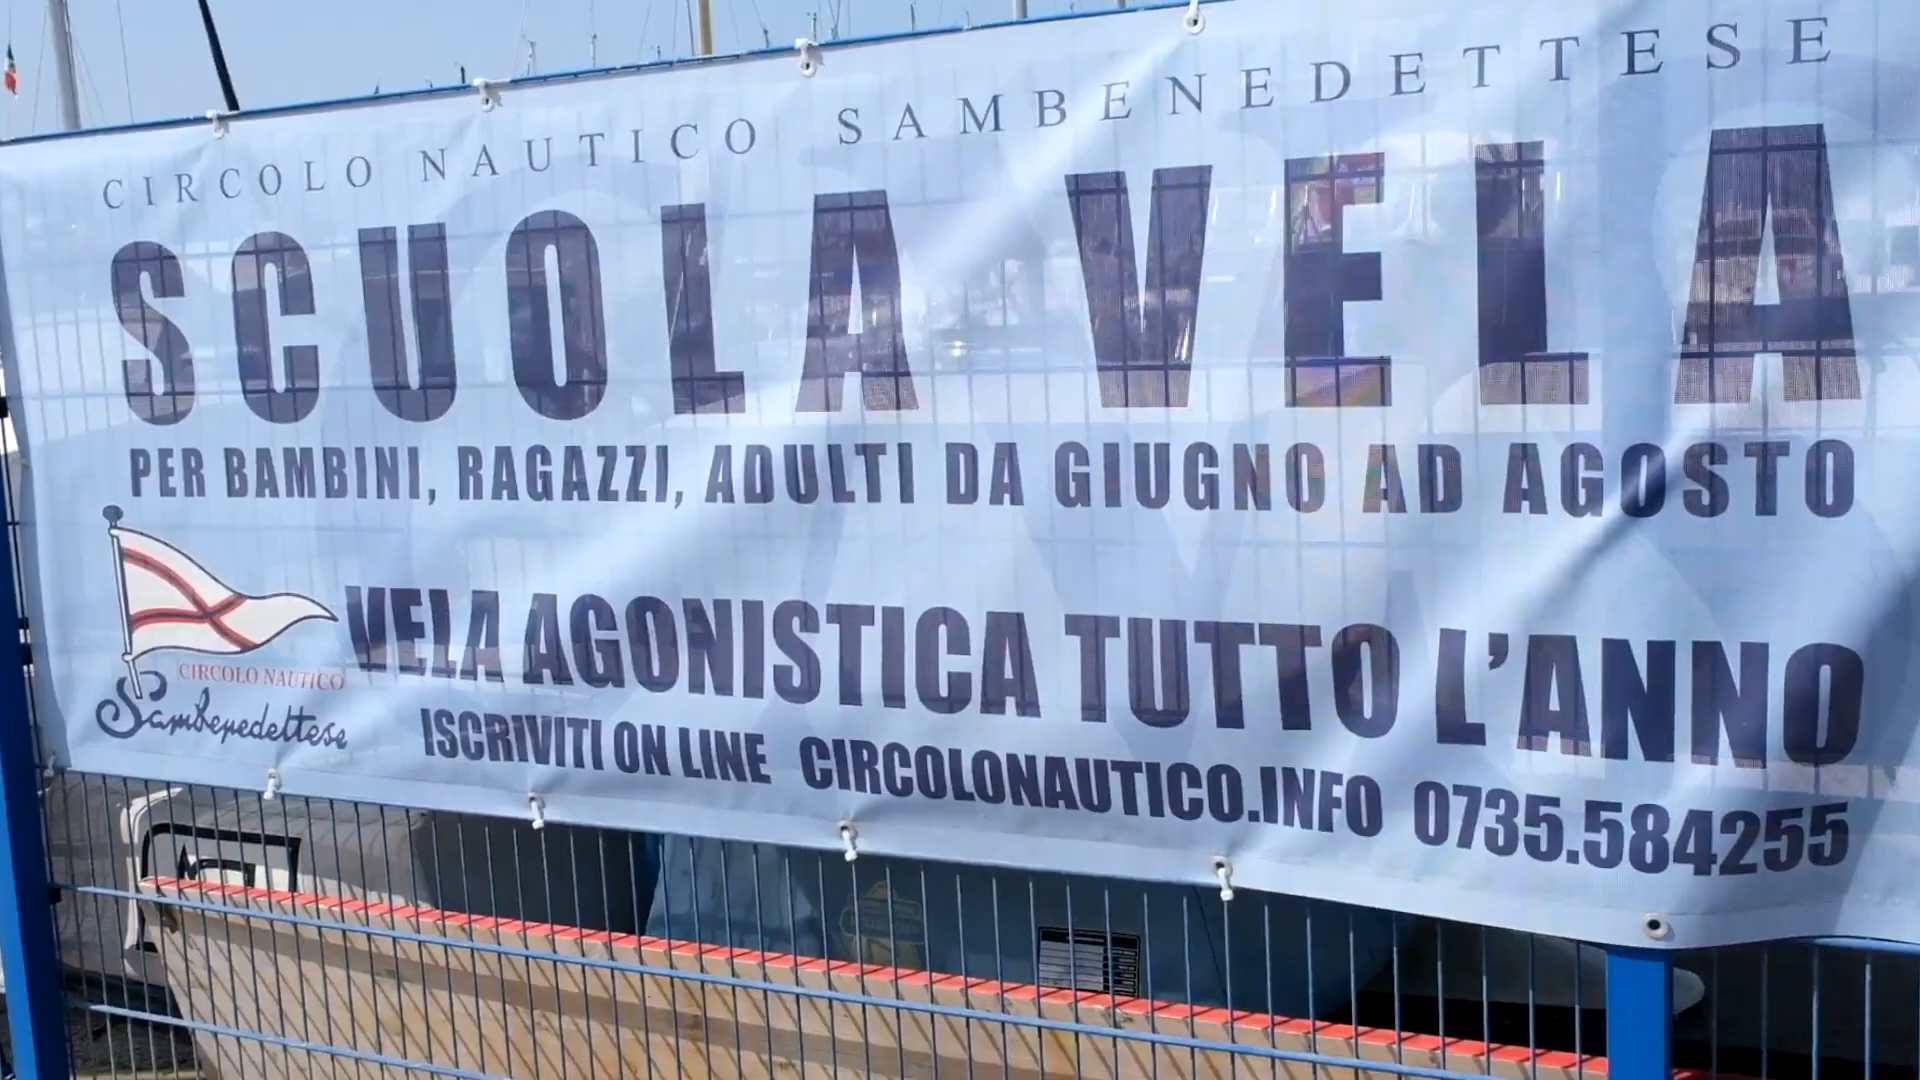 CIRCOLO NAUTICO SAMBENEDETTESE
SCUOLA VELA
PER BAMBINI, RAGAZZI, ADULTI DA GIUGNO AD AGOSTO
VELA AGONISTICA TUTTO L'ANNO
CIRCOLO NAUTICO
Sambenedettese
ISCRIVITI ON LINE CIRCOLONAUTICO.INFO 0735.584255